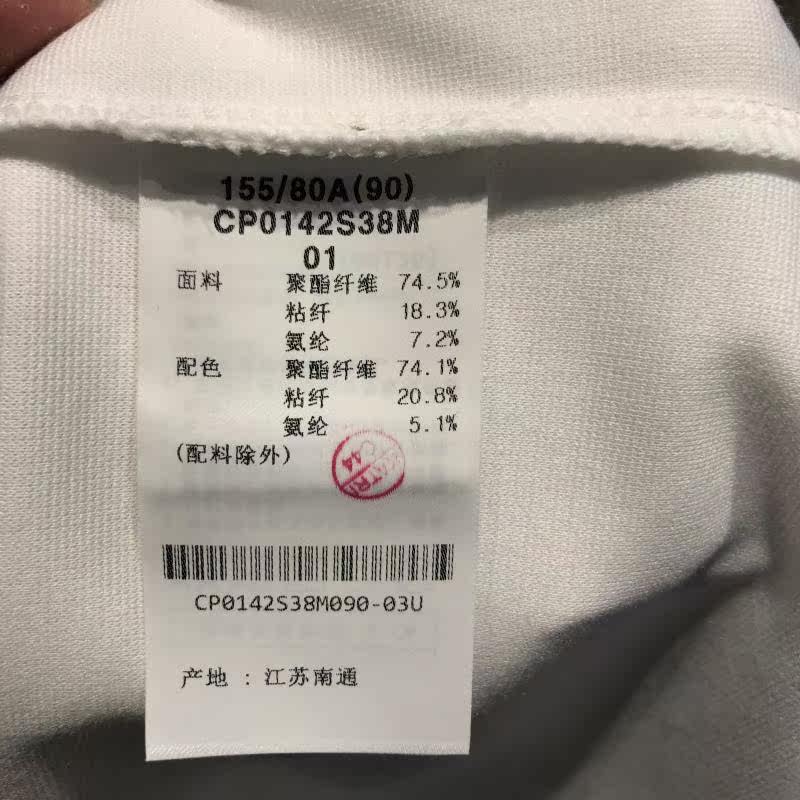 155/80A(90)
CP0142S38M
01
面料 聚酯纤维 74.5%
粘纤 18.3%
氨纶 7.2%
配色 聚酯纤维 74.1%
粘纤 20.8%
氨纶 5.1%
(配料除外)
CP0142S38M090-03U
产地 : 江苏南通